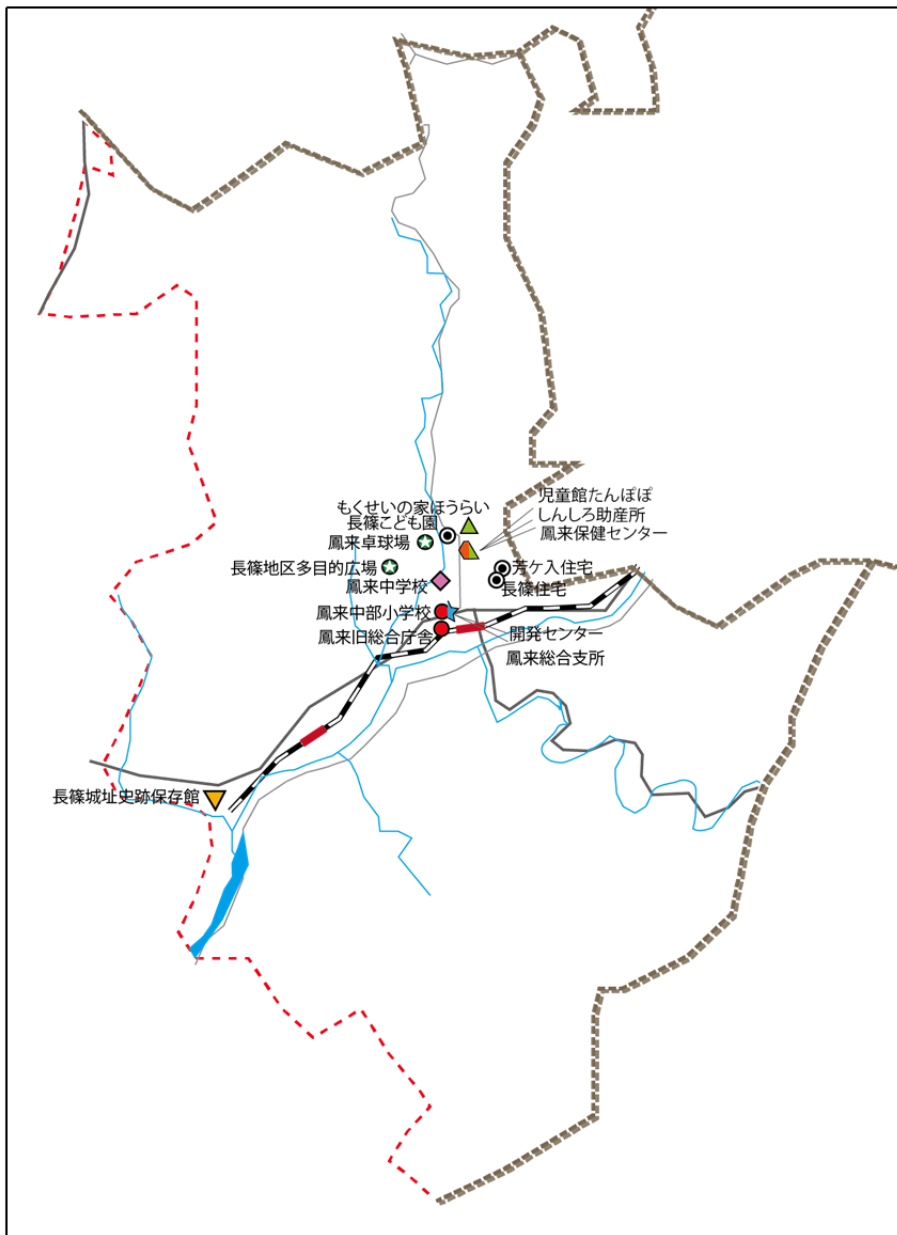 もくせいの家ほうらい
長篠こども園
鳳来卓球場
長篠地区多目的広場
鳳来中学校
児童館たんぽぽ
しんしろ助産所
鳳来保健センター
芳ケ入住宅
長篠住宅
鳳来中部小学校
鳳来旧総合庁舎
開発センター
鳳来総合支所
長篠城址史跡保存館